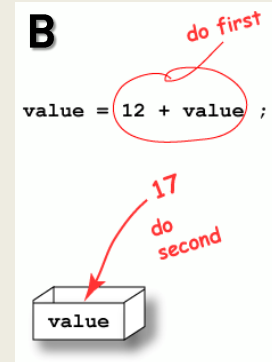 B
do first
value = 12 + value ;
17
do
second
value